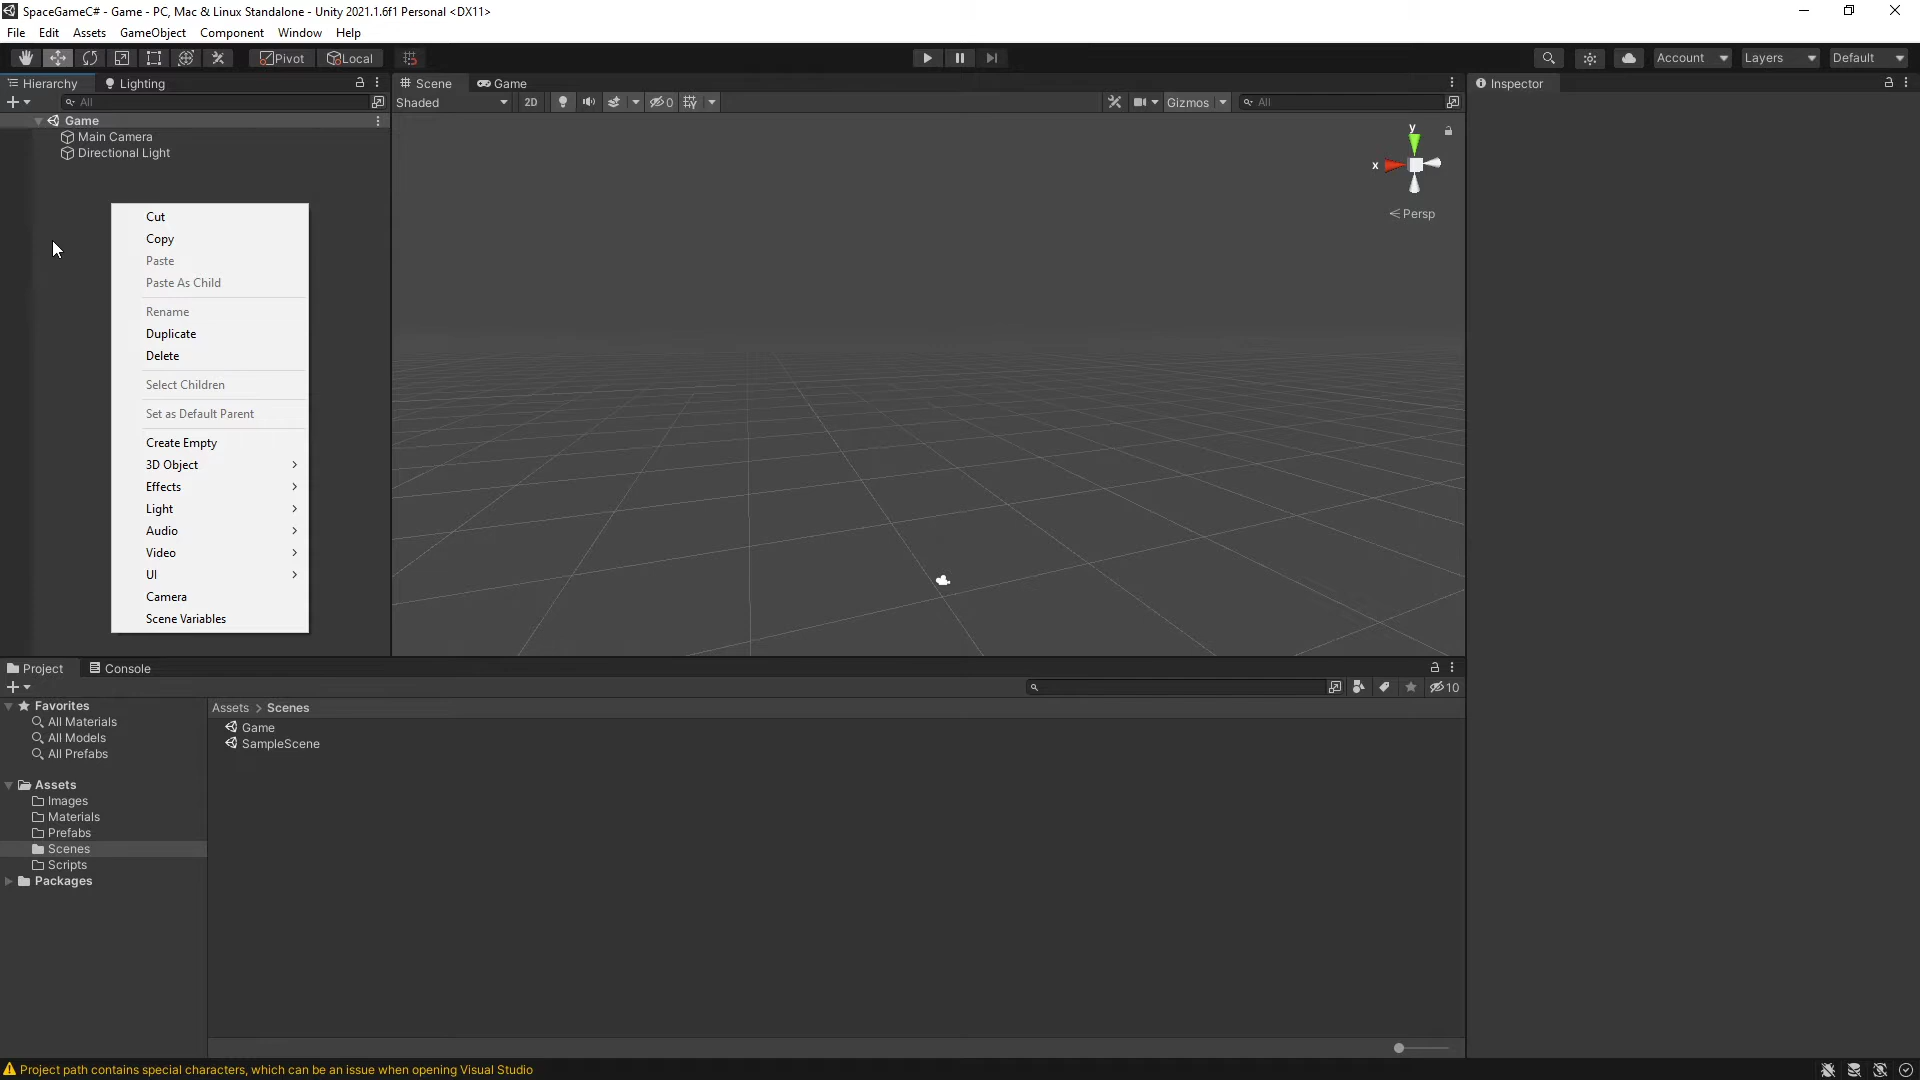 SpaceGameC# - Game - PC, Mac & Linux Standalone - Unity 2021.1.6f1 Personal <DX11>
File Edit Assets GameObject Component Window Help
Pivot Local Account Layers Default
Hierarchy Lighting
All
Game
Main Camera
Directional Light
Cut
Copy
Paste
Paste As Child
Rename
Duplicate
Delete
Select Children
Set as Default Parent
Create Empty
3D Object
Effects
Light
Audio
Video
UI
Camera
Scene Variables
Scene Game
Shaded 2D 0 Gizmos All
y
x
Persp
Inspector
Project Console
10
Favorites
All Materials
All Models
All Prefabs
Assets
Images
Materials
Prefabs
Scenes
Scripts
Packages
Assets > Scenes
Game
SampleScene
Project path contains special characters, which can be an issue when opening Visual Studio